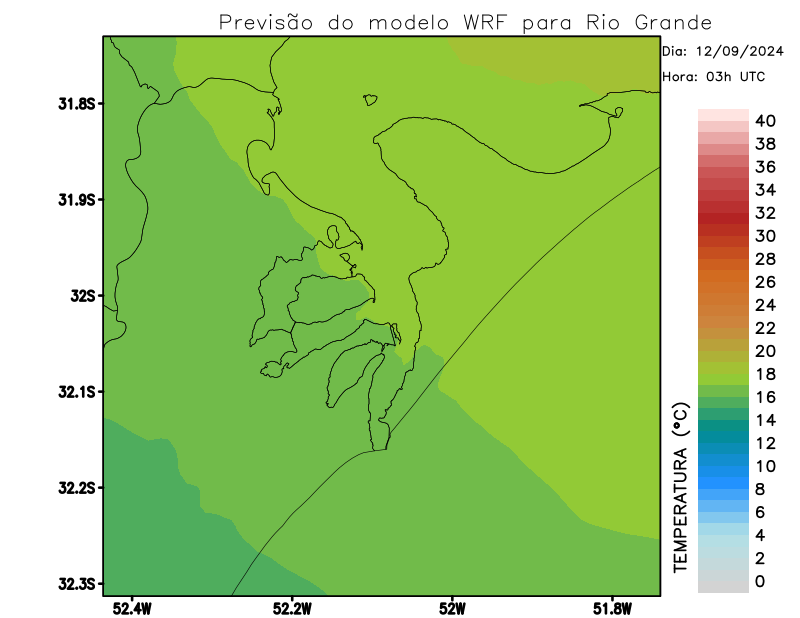 Previsão do modelo WRF para Rio Grande
Dia: 12/09/2024
Hora: 03h UTC
31.8S
31.9S
32S
32.1S
32.2S
32.3S
52.4W
52.2W
52W
51.8W
TEMPERATURA (°C)
40
38
36
34
32
30
28
26
24
22
20
18
16
14
12
10
8
6
4
2
0